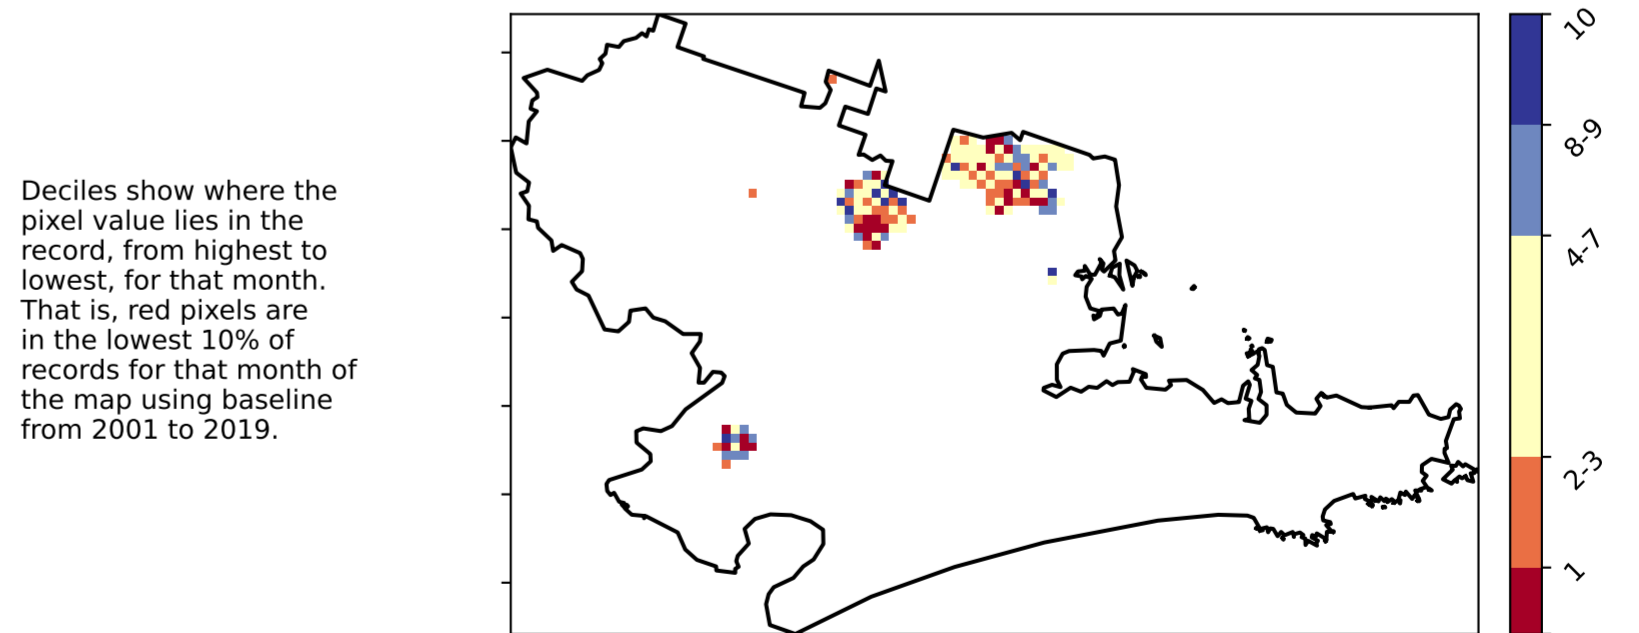 Deciles show where the
pixel value lies in the
record, from highest to
lowest, for that month.
That is, red pixels are
in the lowest 10% of
records for that month of
the map using baseline
from 2001 to 2019.
10
8-9
4-7
2-3
1